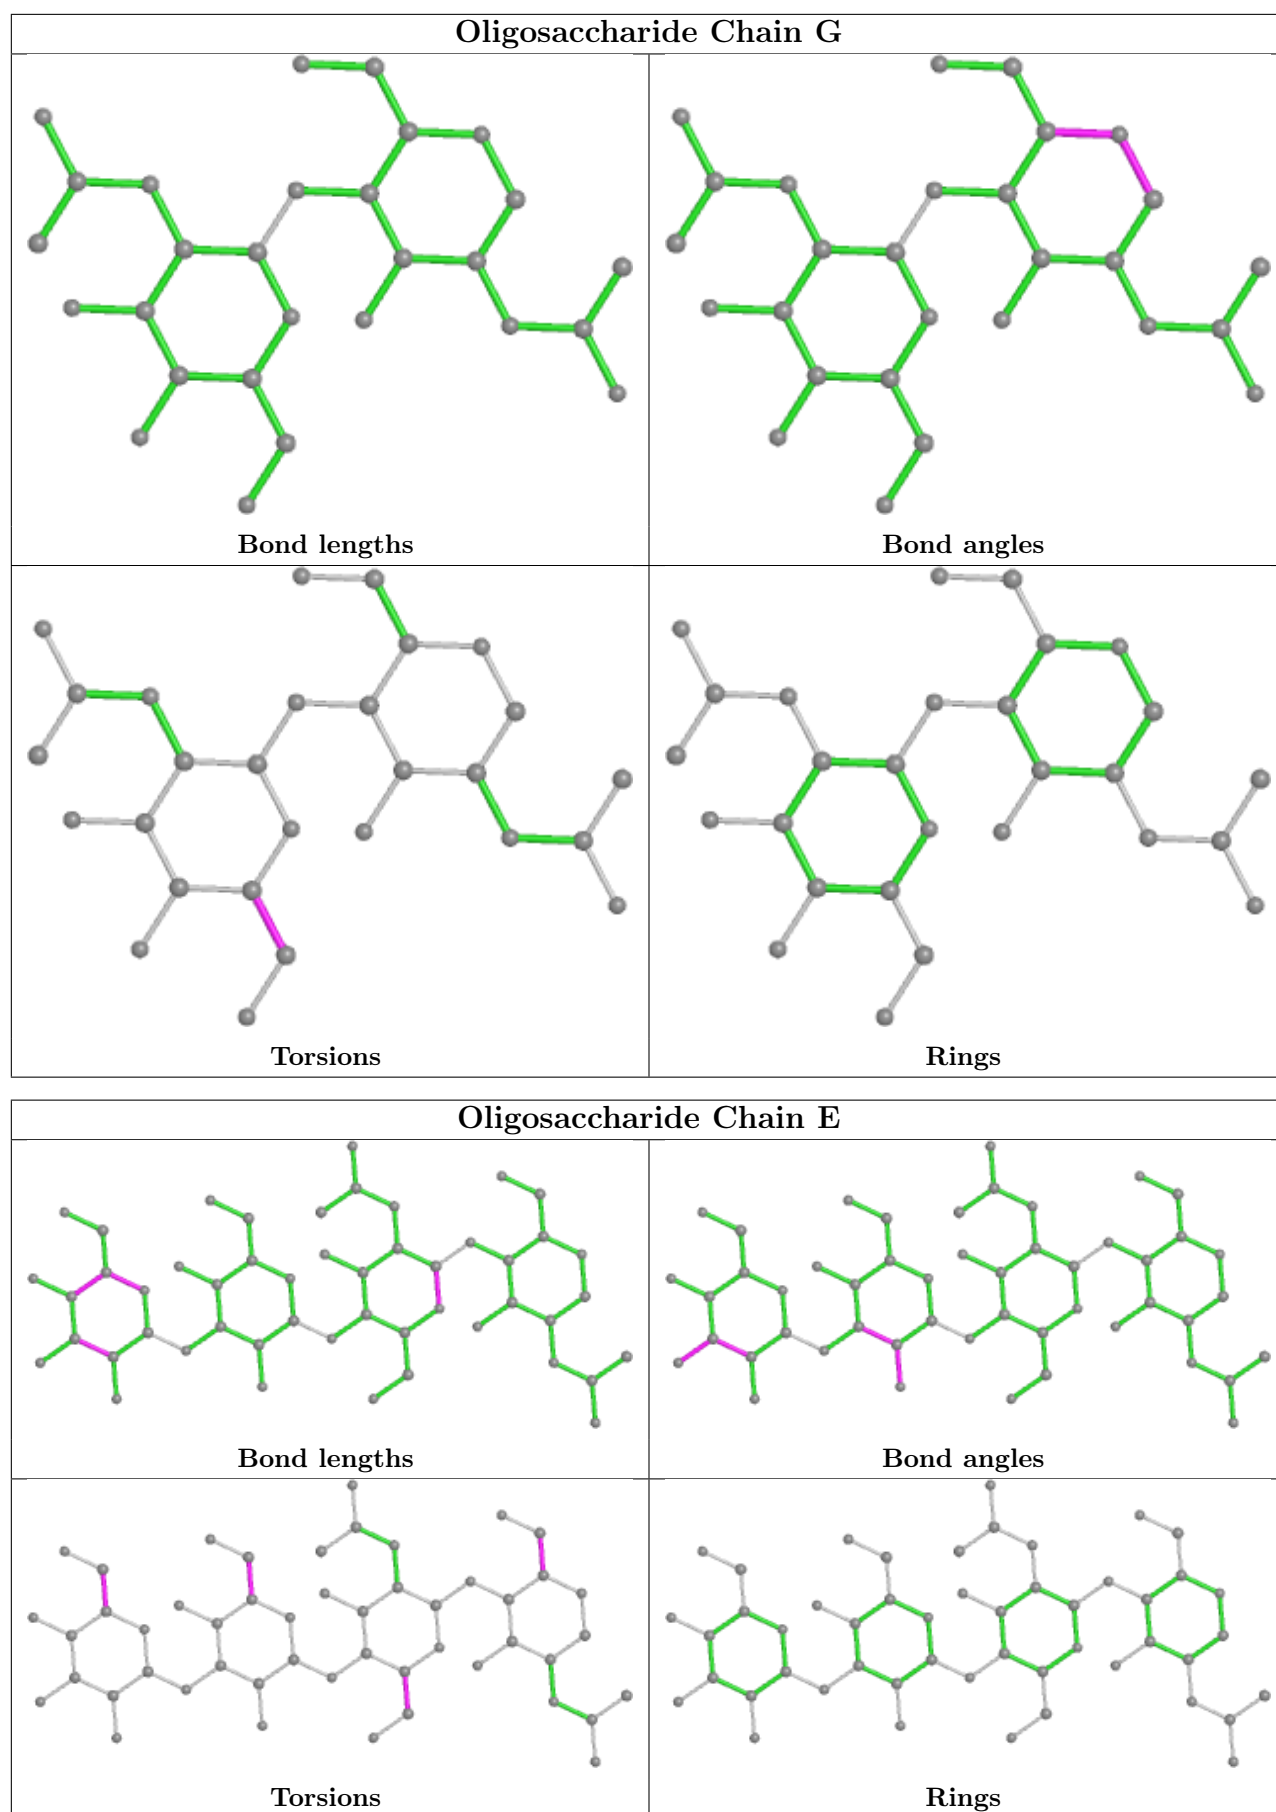 Oligosaccharide Chain G
Bond lengths
Bond angles
Torsions
Rings
Oligosaccharide Chain E
Bond lengths
Bond angles
Torsions
Rings